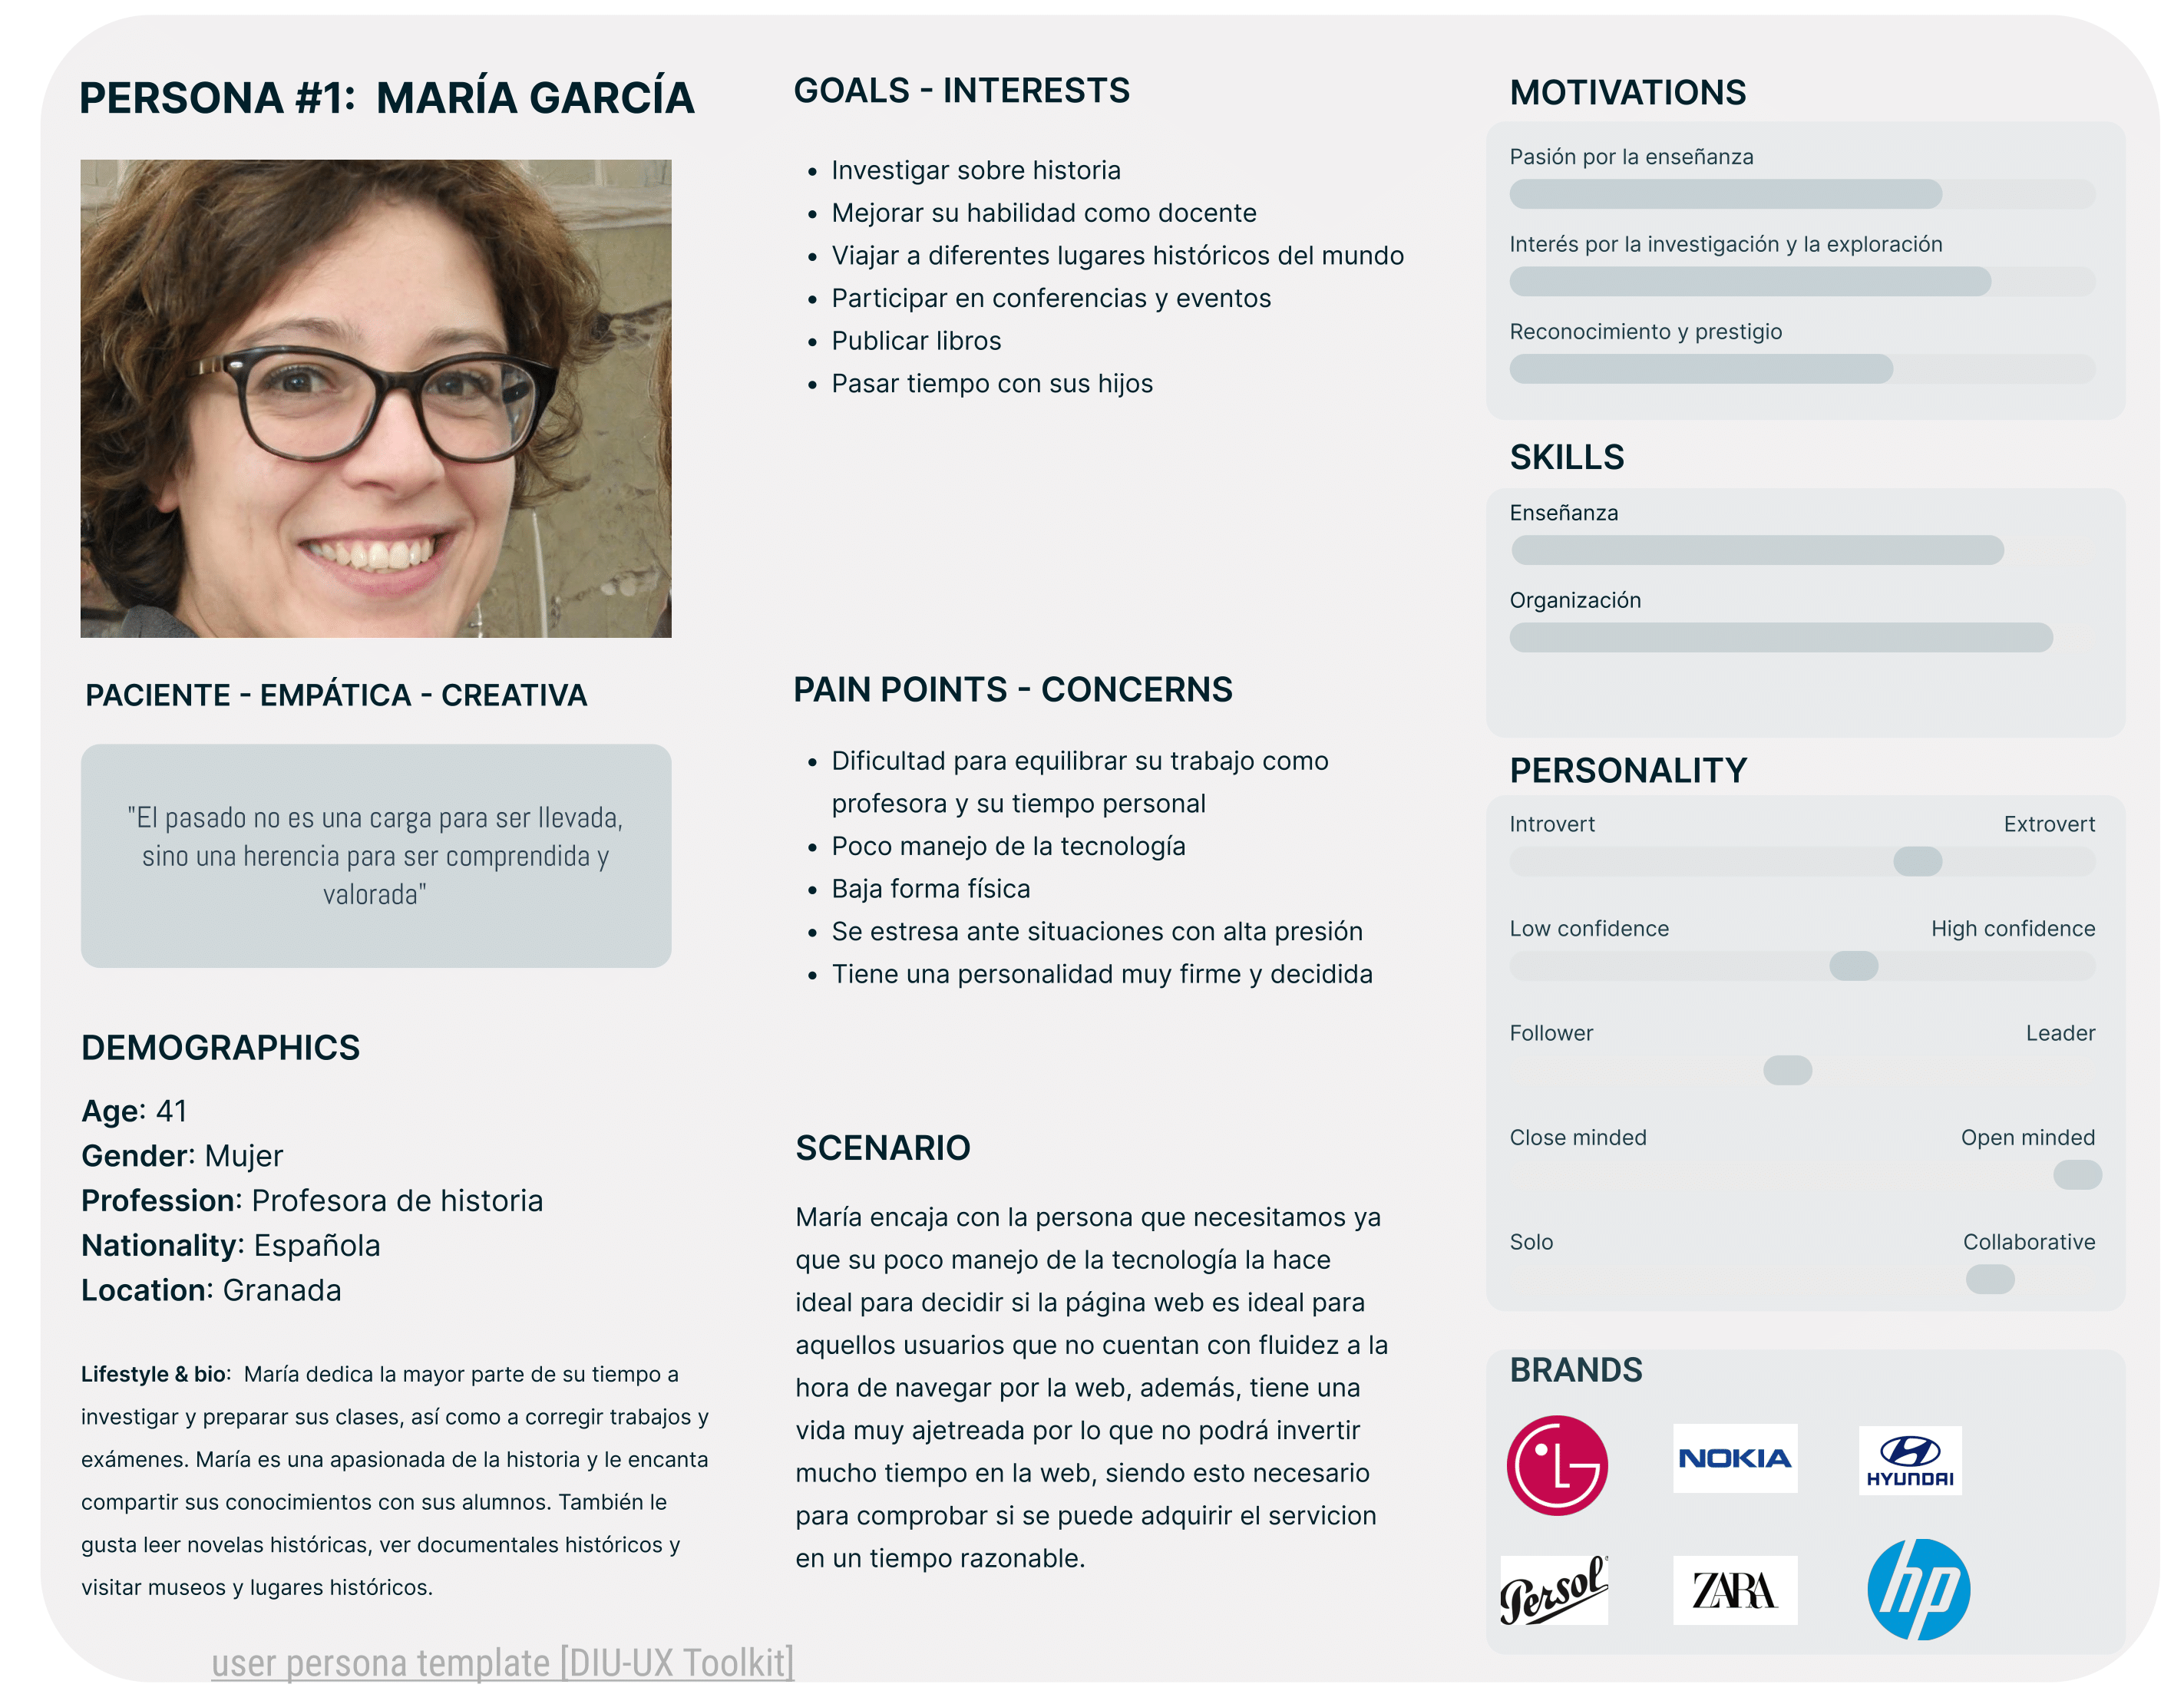 PERSONA #1: MARÍA GARCÍA
PACIENTE - EMPÁTICA - CREATIVA
"El pasado no es una carga para ser llevada,
sino una herencia para ser comprendida y
valorada"
DEMOGRAPHICS
Age: 41
Gender: Mujer
Profession: Profesora de historia
Nationality: Española
Location: Granada
Lifestyle & bio: María dedica la mayor parte de su tiempo a
investigar y preparar sus clases, así como a corregir trabajos y
exámenes. María es una apasionada de la historia y le encanta
compartir sus conocimientos con sus alumnos. También le
gusta leer novelas históricas, ver documentales históricos y
visitar museos y lugares históricos.
user persona template [DIU-UX Toolkit]
GOALS - INTERESTS
• Investigar sobre historia
• Mejorar su habilidad como docente
• Viajar a diferentes lugares históricos del mundo
• Participar en conferencias y eventos
• Publicar libros
• Pasar tiempo con sus hijos
PAIN POINTS - CONCERNS
• Dificultad para equilibrar su trabajo como
profesora y su tiempo personal
• Poco manejo de la tecnología
• Baja forma física
• Se estresa ante situaciones con alta presión
• Tiene una personalidad muy firme y decidida
SCENARIO
María encaja con la persona que necesitamos ya
que su poco manejo de la tecnología la hace
ideal para decidir si la página web es ideal para
aquellos usuarios que no cuentan con fluidez a la
hora de navegar por la web, además, tiene una
vida muy ajetreada por lo que no podrá invertir
mucho tiempo en la web, siendo esto necesario
para comprobar si se puede adquirir el servicion
en un tiempo razonable.
MOTIVATIONS
Pasión por la enseñanza
Interés por la investigación y la exploración
Reconocimiento y prestigio
SKILLS
Enseñanza
Organización
PERSONALITY
Introvert Extrovert
Low confidence High confidence
Follower Leader
Close minded Open minded
Solo Collaborative
BRANDS
LG NOKIA HYUNDAI
Persol ZARA hp